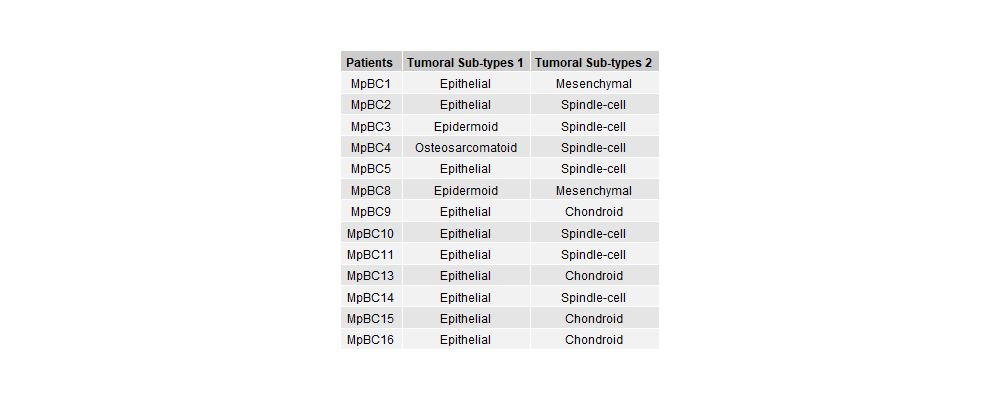 Patients Tumoral Sub-types 1 Tumoral Sub-types 2
MpBC1 Epithelial Mesenchymal
MpBC2 Epithelial Spindle-cell
MpBC3 Epidermoid Spindle-cell
MpBC4 Osteosarcomatoid Spindle-cell
MpBC5 Epithelial Spindle-cell
MpBC8 Epidermoid Mesenchymal
MpBC9 Epithelial Chondroid
MpBC10 Epithelial Spindle-cell
MpBC11 Epithelial Spindle-cell
MpBC13 Epithelial Chondroid
MpBC14 Epithelial Spindle-cell
MpBC15 Epithelial Chondroid
MpBC16 Epithelial Chondroid